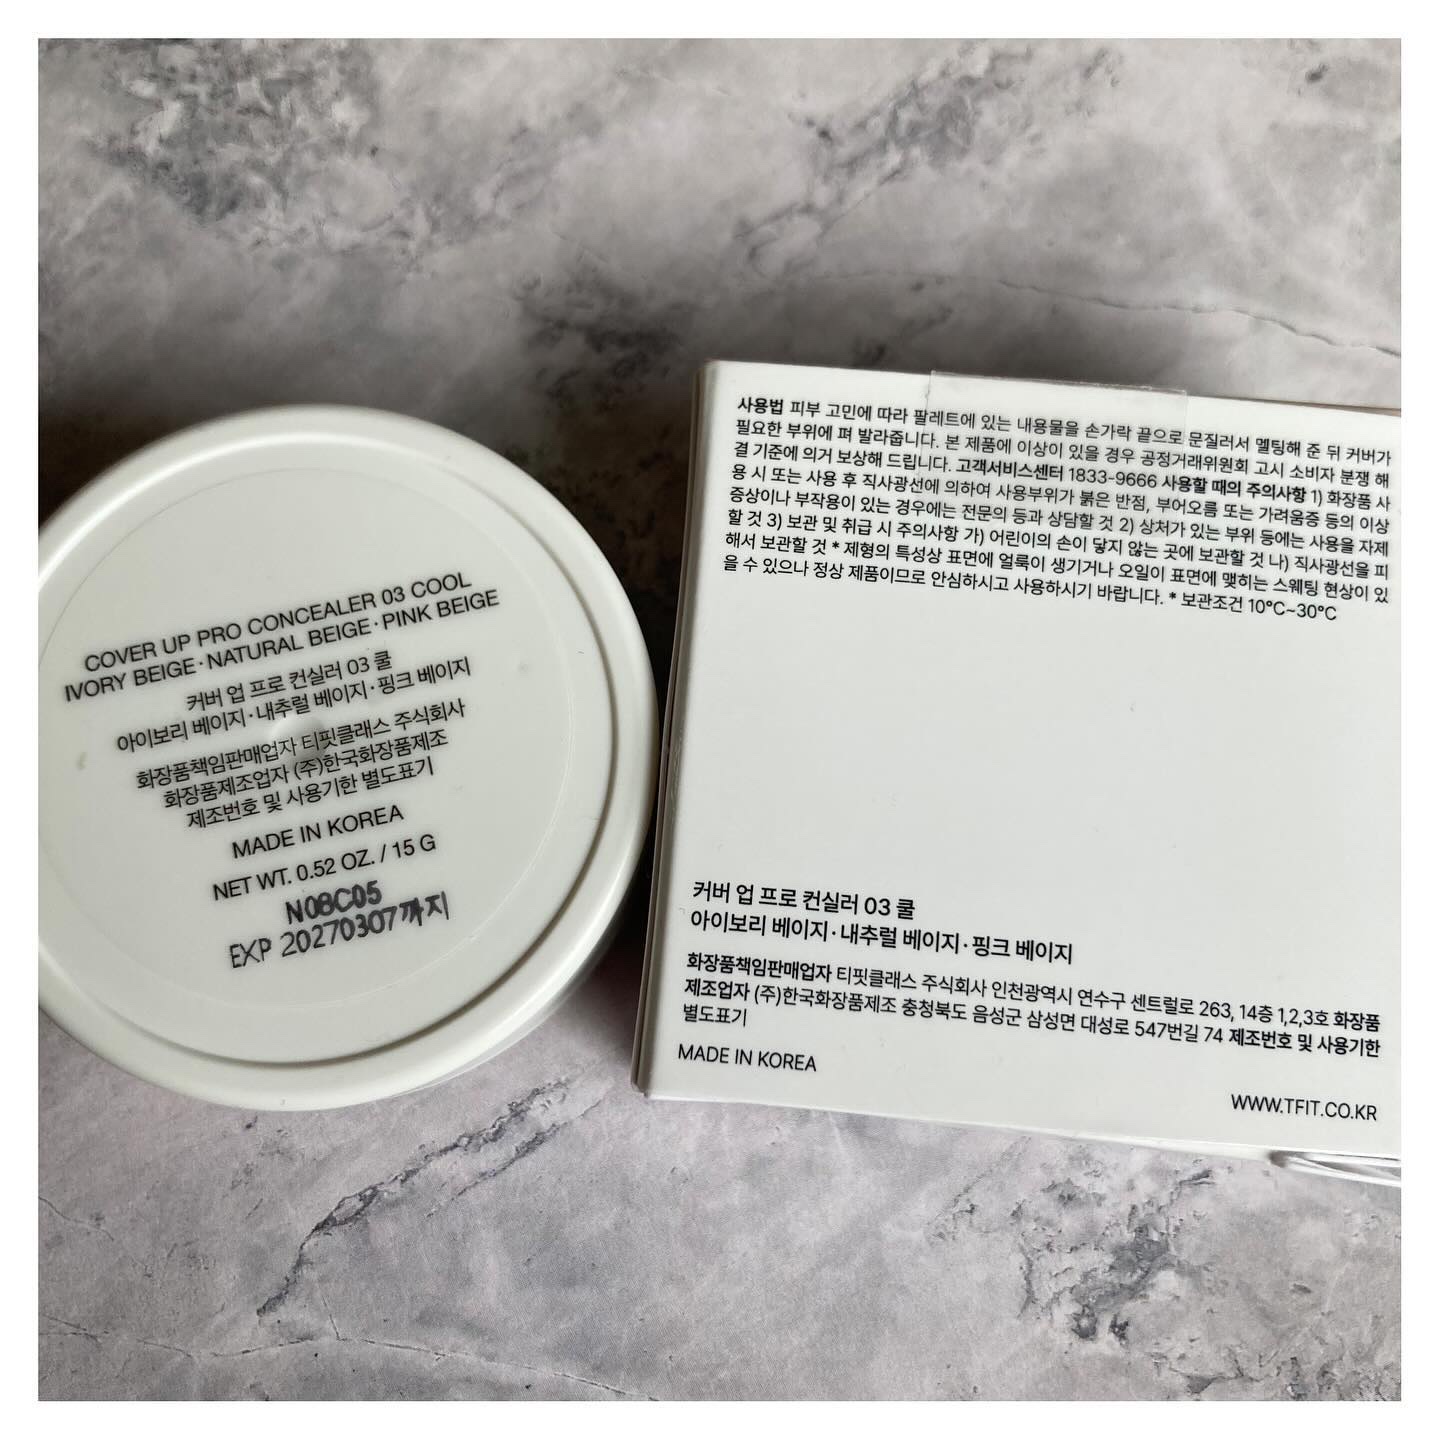 COVER UP PRO CONCEALER 03 COOL
IVORY BEIGE · NATURAL BEIGE · PINK BEIGE
커버 업 프로 컨실러 03 쿨
아이보리 베이지 · 내추럴 베이지 · 핑크 베이지
화장품책임판매업자 티핏클래스 주식회사
화장품제조업자 (주)한국화장품제조
제조번호 및 사용기한 별도표기
MADE IN KOREA
NET WT. 0.52 OZ. / 15 G
N08C05
EXP 20270307까지
사용법 피부 고민에 따라 팔레트에 있는 내용물을 손가락 끝으로 문질러서 멜팅해 준 뒤 커버가
필요한 부위에 펴 발라줍니다. 본 제품에 이상이 있을 경우 공정거래위원회 고시 소비자 분쟁 해
결 기준에 의거 보상해 드립니다. 고객서비스센터 1833-9666 사용할 때의 주의사항 1) 화장품 사
용 시 또는 사용 후 직사광선에 의하여 사용부위가 붉은 반점, 부어오름 또는 가려움증 등의 이상
증상이나 부작용이 있는 경우에는 전문의 등과 상담할 것 2) 상처가 있는 부위 등에는 사용을 자제
할 것 3) 보관 및 취급 시 주의사항 가) 어린이의 손이 닿지 않는 곳에 보관할 것 나) 직사광선을 피
해서 보관할 것 * 제형의 특성상 표면에 얼룩이 생기거나 오일이 표면에 맺히는 스웨팅 현상이 있
을 수 있으나 정상 제품이므로 안심하시고 사용하시기 바랍니다. * 보관조건 10°C~30°C
커버 업 프로 컨실러 03 쿨
아이보리 베이지 · 내추럴 베이지 · 핑크 베이지
화장품책임판매업자 티핏클래스 주식회사 인천광역시 연수구 센트럴로 263, 14층 1,2,3호 화장품
제조업자 (주)한국화장품제조 충청북도 음성군 삼성면 대성로 547번길 74 제조번호 및 사용기한
별도표기
MADE IN KOREA
WWW.TFIT.CO.KR